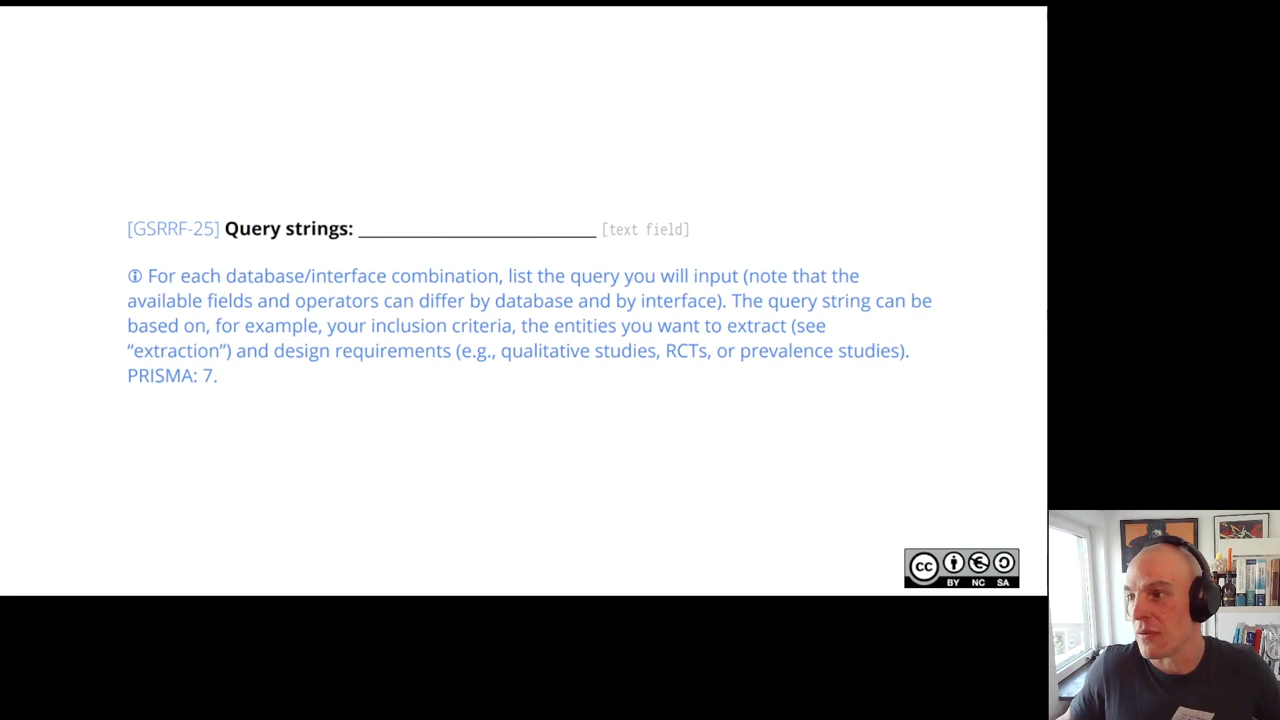 [GSRRF-25] Query strings: __________________________ [text field]
🛈 For each database/interface combination, list the query you will input (note that the
available fields and operators can differ by database and by interface). The query string can be
based on, for example, your inclusion criteria, the entities you want to extract (see
“extraction”) and design requirements (e.g., qualitative studies, RCTs, or prevalence studies).
PRISMA: 7.
cc
BY NC SA